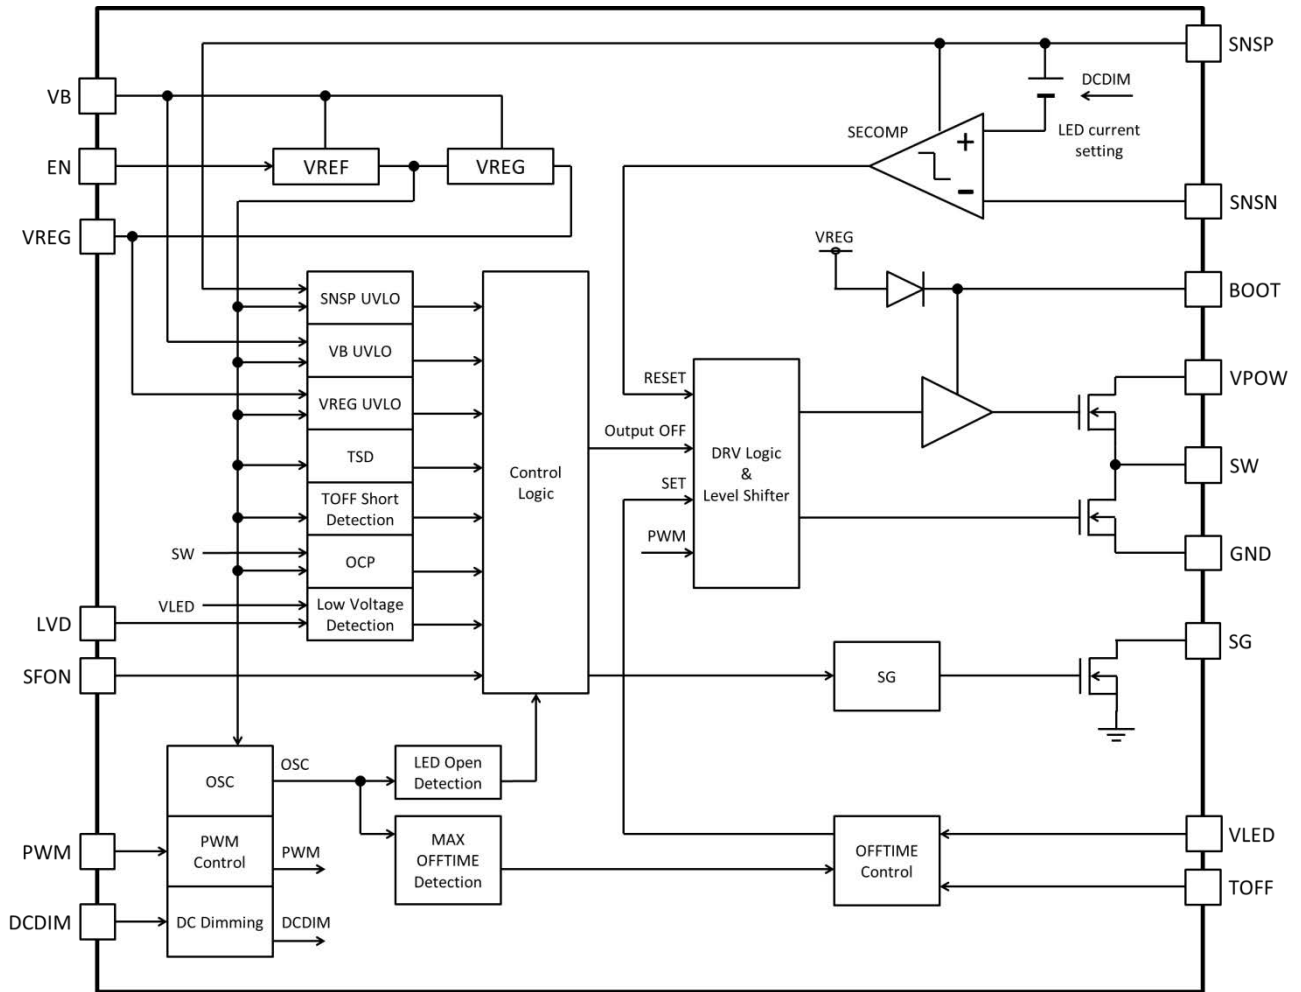 SNSP
VB
DCDIM
SECOMP
LED current
setting
+
EN
VREF
VREG
−
SNSN
VREG
VREG
BOOT
SNSP UVLO
VB UVLO
VREG UVLO
TSD
TOFF Short
Detection
SW
OCP
VLED
Low Voltage
Detection
LVD
SFON
Control
Logic
RESET
Output OFF
SET
PWM
DRV Logic
&
Level Shifter
VPOW
SW
GND
SG
SG
OSC
OSC
LED Open
Detection
PWM
PWM
Control
PWM
MAX
OFFTIME
Detection
OFFTIME
Control
VLED
TOFF
DCDIM
DC Dimming
DCDIM